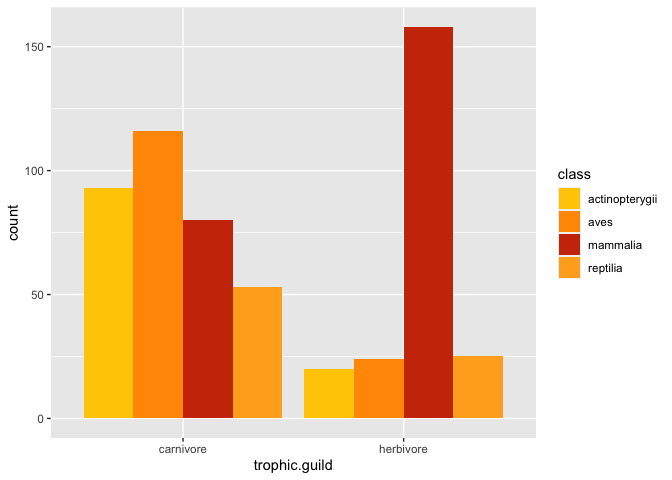 150
100
50
0
count
carnivore
herbivore
trophic.guild
class
actinopterygii
aves
mammalia
reptilia